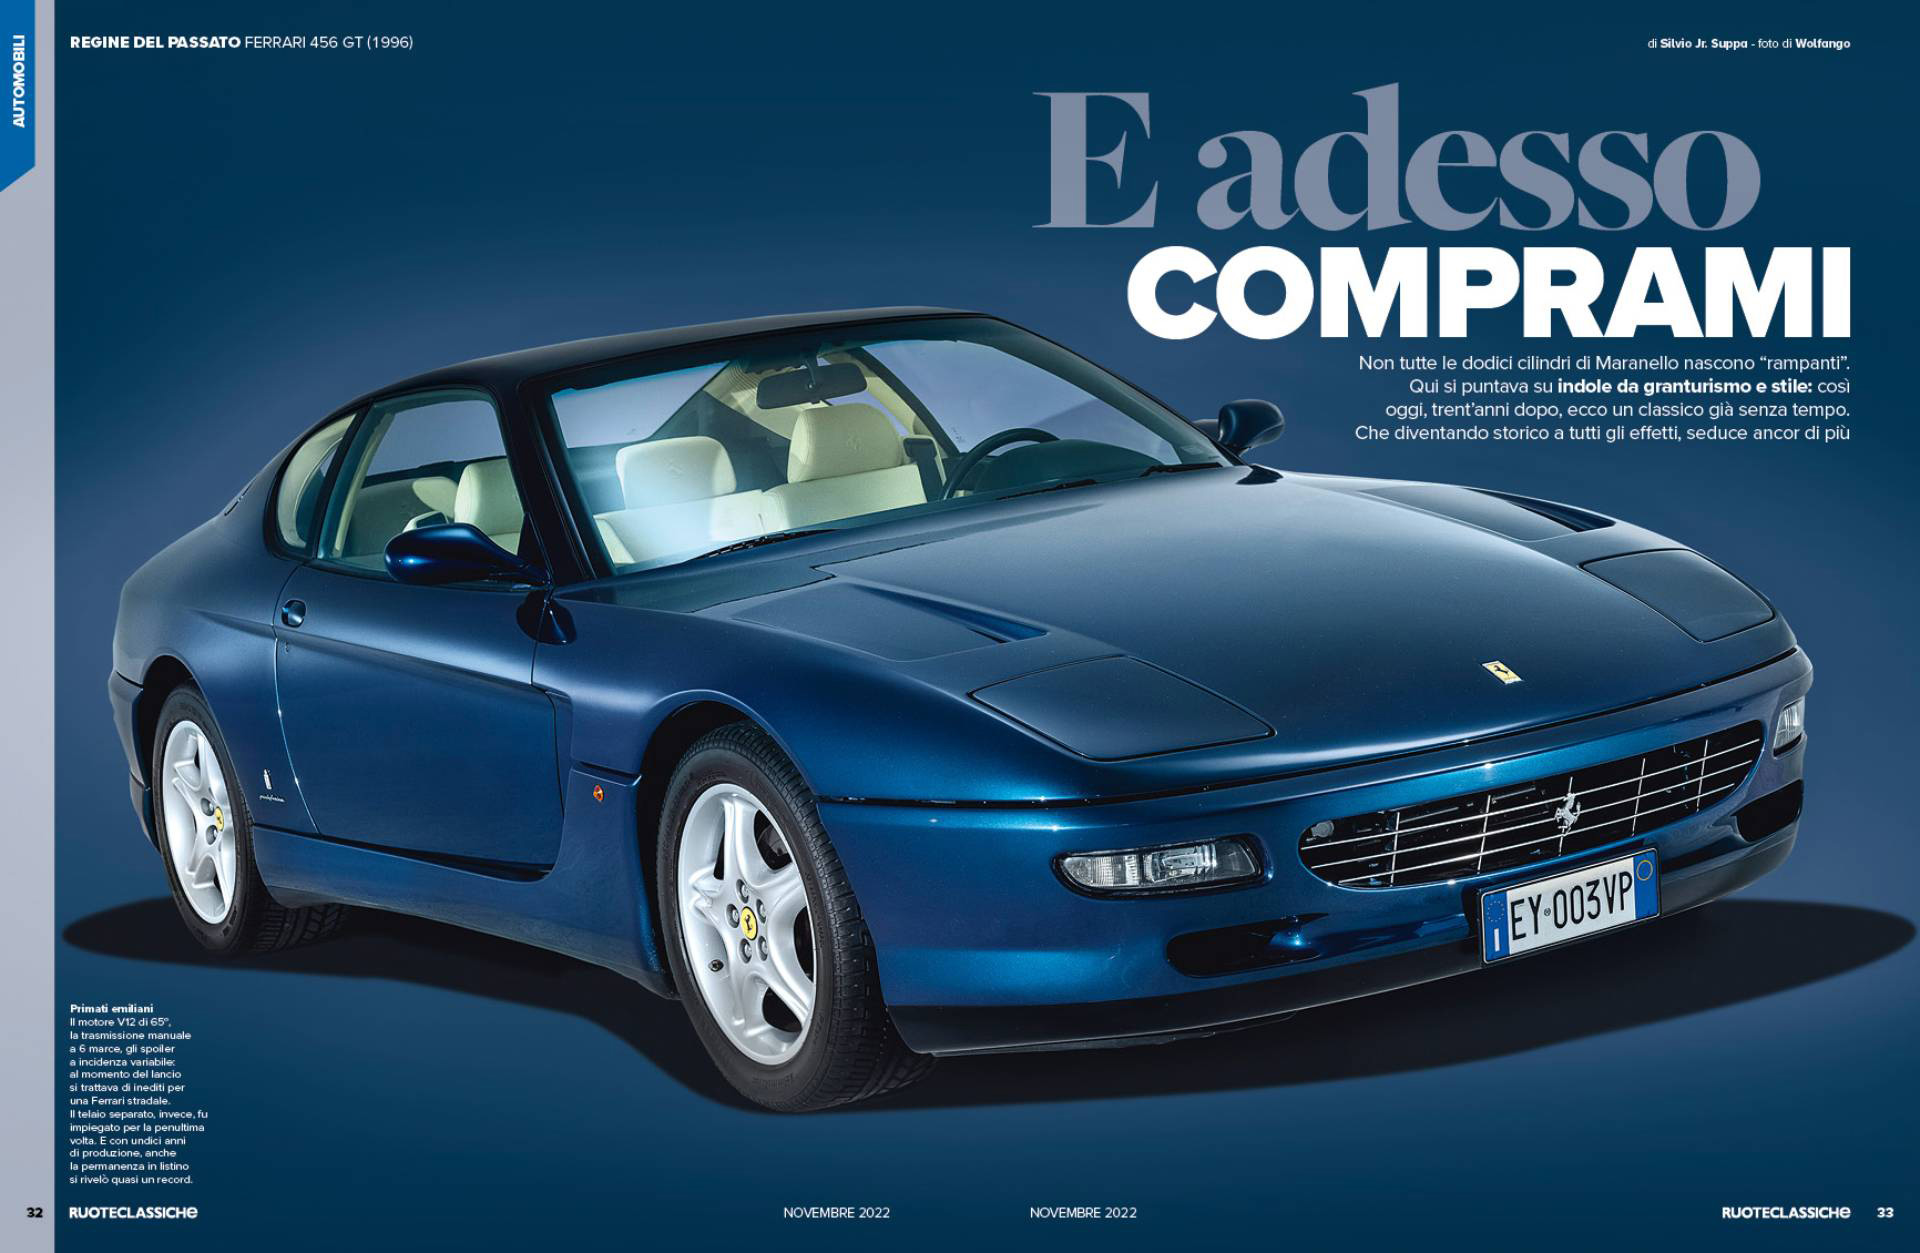 AUTOMOBILI
REGINE DEL PASSATO FERRARI 456 GT (1996)
di Silvio Jr. Suppa - foto di Wolfango
E adesso
COMPRAMI
Non tutte le dodici cilindri di Maranello nascono “rampanti”.
Qui si puntava su indole da granturismo e stile: così
oggi, trent’anni dopo, ecco un classico già senza tempo.
Che diventando storico a tutti gli effetti, seduce ancor di più
pininfarina
I EY 003VP
Primati emiliani
Il motore V12 di 65°,
la trasmissione manuale
a 6 marce, gli spoiler
a incidenza variabile:
al momento del lancio
si trattava di inediti per
una Ferrari stradale.
Il telaio separato, invece, fu
impiegato per la penultima
volta. E con undici anni
di produzione, anche
la permanenza in listino
si rivelò quasi un record.
32 RUOTECLASSICHE
NOVEMBRE 2022
NOVEMBRE 2022
RUOTECLASSICHE 33